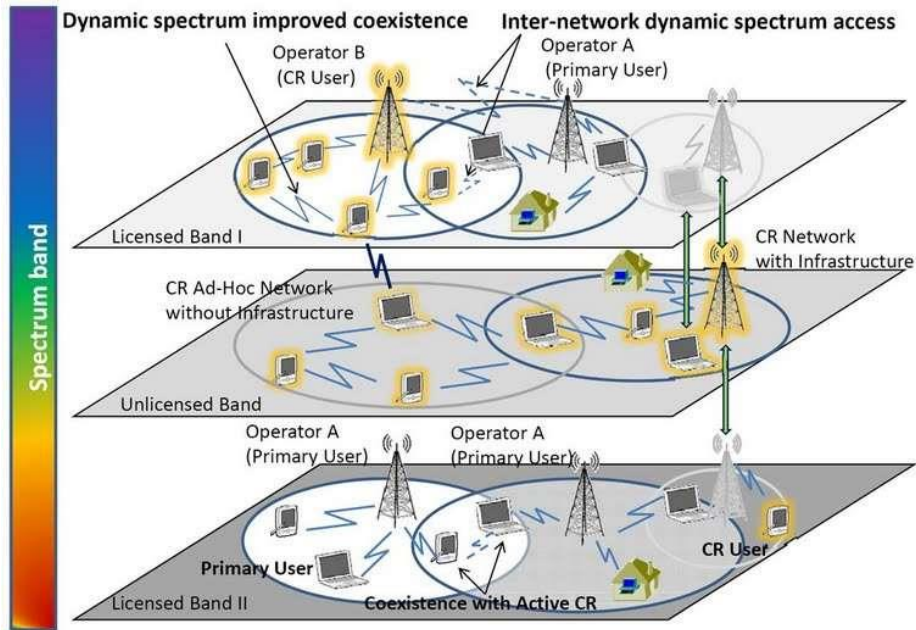 Dynamic spectrum improved coexistence
Inter-network dynamic spectrum access
Operator B
(CR User)
Operator A
(Primary User)
Licensed Band I
Spectrum band
CR Network
with Infrastructure
CR Ad-Hoc Network
without Infrastructure
Unlicensed Band
Operator A
(Primary User)
Operator A
(Primary User)
Primary User
CR User
Coexistence with Active CR
Licensed Band II